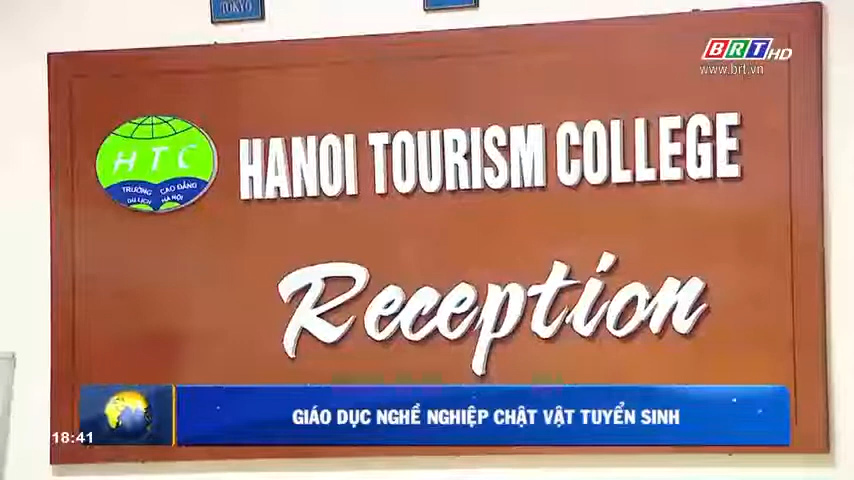 TOKYO
BRT HD
www.brt.vn
HTC
TRƯỜNG CAO ĐẲNG
DU LỊCH HÀ NỘI
HANOI TOURISM COLLEGE
Reception
GIÁO DỤC NGHỀ NGHIỆP CHẬT VẬT TUYỂN SINH
18:41